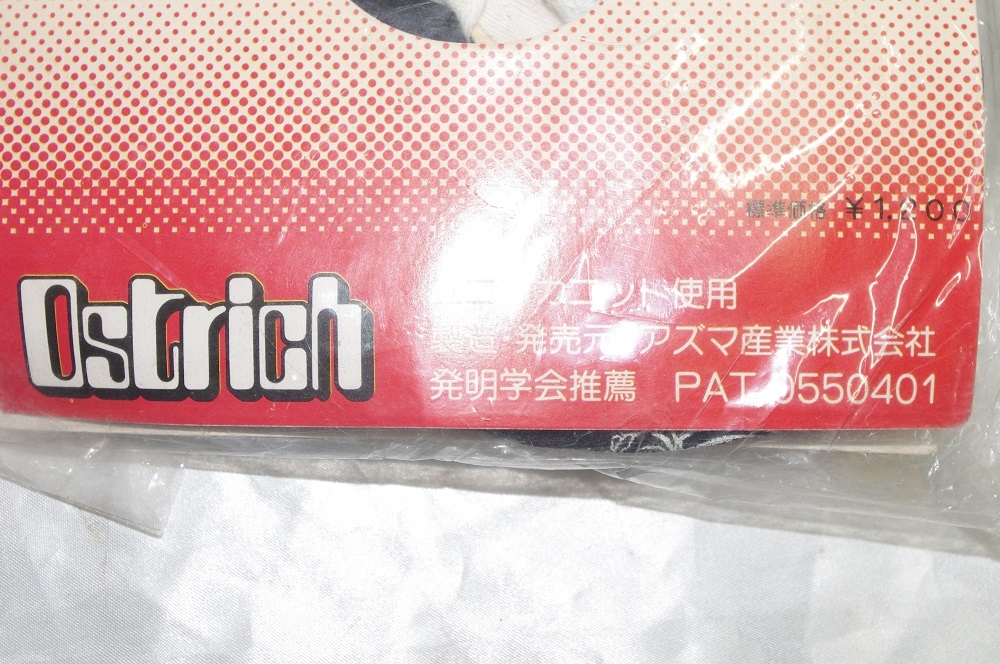 標準価格 ¥1,200
Ostrich
使用
製造・発売元 アズマ産業株式会社
発明学会推薦 PAT.0550401